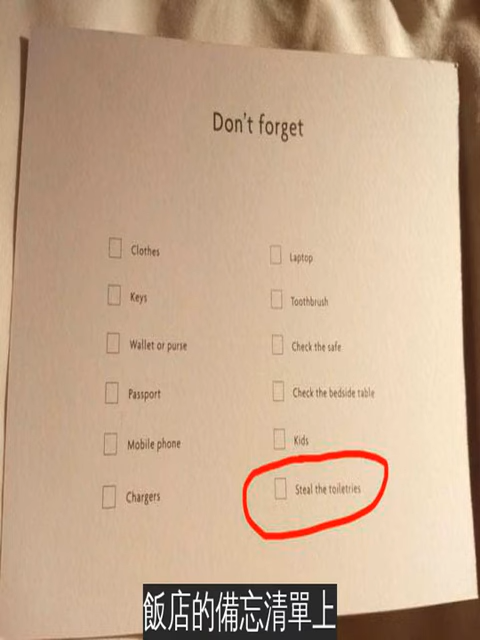 Don't forget
Clothes
Keys
Wallet or purse
Passport
Mobile phone
Chargers
Laptop
Toothbrush
Check the safe
Check the bedside table
Kids
Steal the toiletries
飯店的備忘清單上